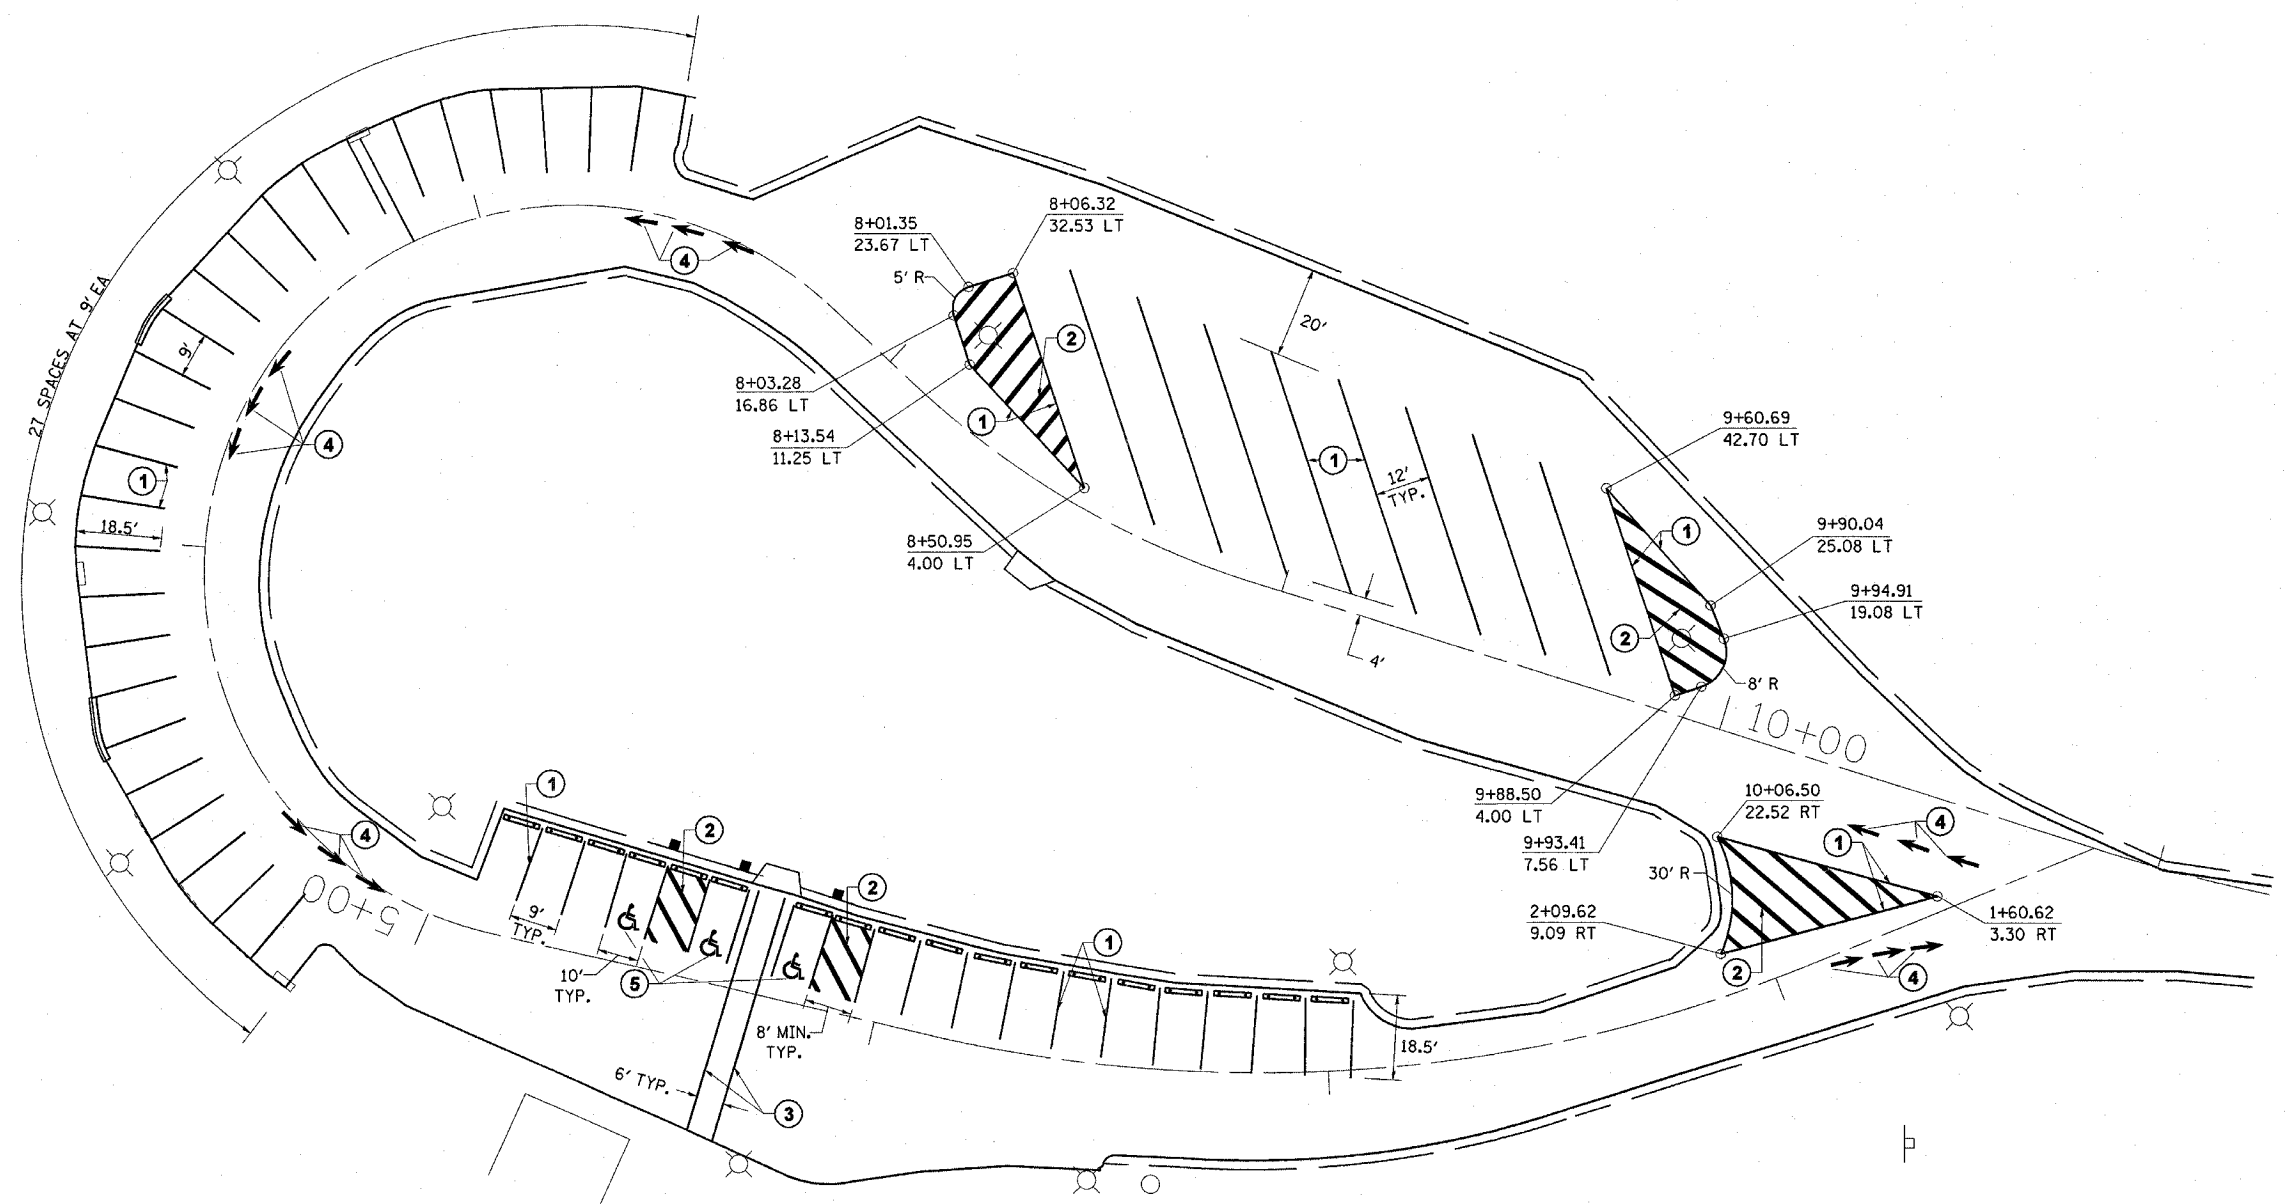 8+06.32
32.53 LT
8+01.35
23.67 LT
④
5' R
20'
27 SPACES AT 9' EA
②
9'
8+03.28
16.86 LT
①
8+13.54
11.25 LT
④
9+60.69
42.70 LT
①
12'
TYP.
①
18.5'
8+50.95
4.00 LT
①
9+90.04
25.08 LT
9+94.91
19.08 LT
②
4'
8' R
10+00
①
②
④
9+88.50
4.00 LT
10+06.50
22.52 RT
④
①
9+93.41
7.56 LT
5+00
②
30' R
9'
TYP.
2+09.62
9.09 RT
1+60.62
3.30 RT
①
②
④
10'
TYP.
⑤
8' MIN.
TYP.
18.5'
6' TYP.
③